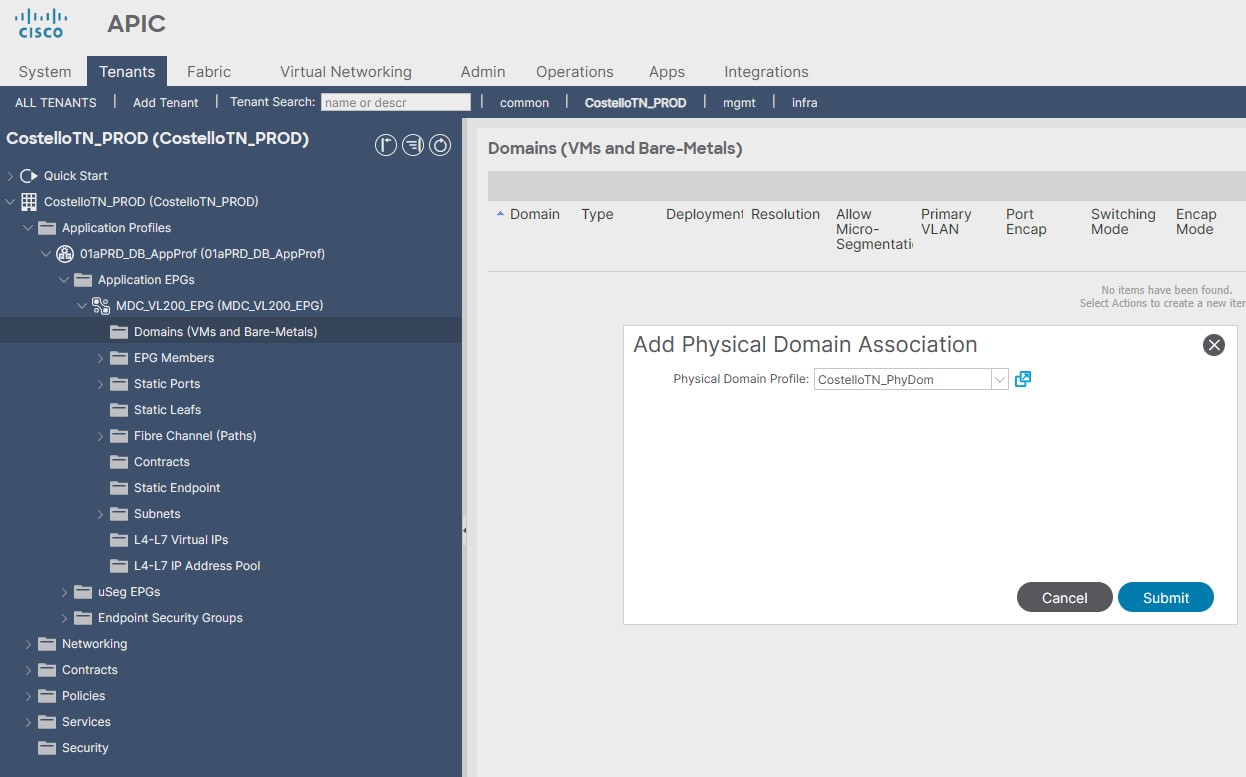 CISCO
APIC
System Tenants Fabric Virtual Networking Admin Operations Apps Integrations
ALL TENANTS | Add Tenant | Tenant Search: name or descr | common | CostelloTN_PROD | mgmt | infra
CostelloTN_PROD (CostelloTN_PROD)
Quick Start
CostelloTN_PROD (CostelloTN_PROD)
Application Profiles
01aPRD_DB_AppProf (01aPRD_DB_AppProf)
Application EPGs
MDC_VL200_EPG (MDC_VL200_EPG)
Domains (VMs and Bare-Metals)
EPG Members
Static Ports
Static Leafs
Fibre Channel (Paths)
Contracts
Static Endpoint
Subnets
L4-L7 Virtual IPs
L4-L7 IP Address Pool
uSeg EPGs
Endpoint Security Groups
Networking
Contracts
Policies
Services
Security
Domains (VMs and Bare-Metals)
Domain Type Deployment Resolution Allow Primary Port Switching Encap
Micro- VLAN Encap Mode Mode
Segmentati
No items have been found.
Select Actions to create a new iter
Add Physical Domain Association
Physical Domain Profile: CostelloTN_PhyDom
Cancel Submit